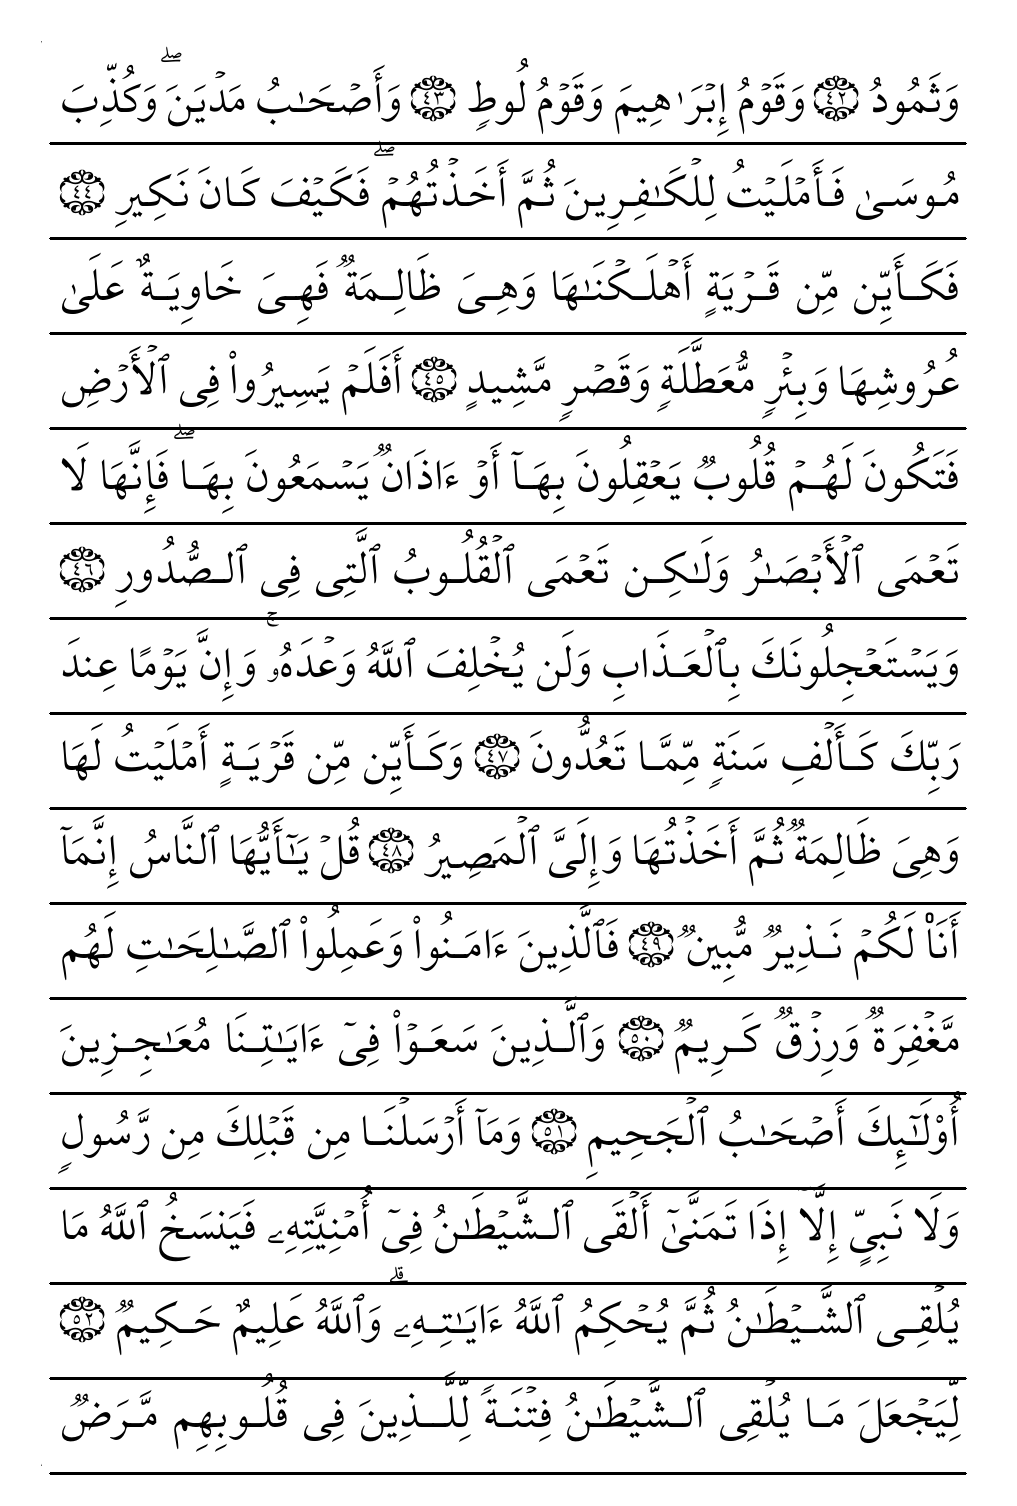 وَثَمُودُ ٤٢ وَقَوْمُ إِبْرَٰهِيمَ وَقَوْمُ لُوطٍ ٤٣ وَأَصْحَٰبُ مَدْيَنَ ۖ وَكُذِّبَ
مُوسَىٰ فَأَمْلَيْتُ لِلْكَٰفِرِينَ ثُمَّ أَخَذْتُهُمْ ۖ فَكَيْفَ كَانَ نَكِيرِ ٤٤
فَكَأَيِّن مِّن قَرْيَةٍ أَهْلَكْنَٰهَا وَهِىَ ظَالِمَةٌ فَهِىَ خَاوِيَةٌ عَلَىٰ
عُرُوشِهَا وَبِئْرٍ مُّعَطَّلَةٍ وَقَصْرٍ مَّشِيدٍ ٤٥ أَفَلَمْ يَسِيرُوا۟ فِى ٱلْأَرْضِ
فَتَكُونَ لَهُمْ قُلُوبٌ يَعْقِلُونَ بِهَآ أَوْ ءَاذَانٌ يَسْمَعُونَ بِهَا ۖ فَإِنَّهَا لَا
تَعْمَى ٱلْأَبْصَٰرُ وَلَٰكِن تَعْمَى ٱلْقُلُوبُ ٱلَّتِى فِى ٱلصُّدُورِ ٤٦
وَيَسْتَعْجِلُونَكَ بِٱلْعَذَابِ وَلَن يُخْلِفَ ٱللَّهُ وَعْدَهُۥ ۚ وَإِنَّ يَوْمًا عِندَ
رَبِّكَ كَأَلْفِ سَنَةٍ مِّمَّا تَعُدُّونَ ٤٧ وَكَأَيِّن مِّن قَرْيَةٍ أَمْلَيْتُ لَهَا
وَهِىَ ظَالِمَةٌ ثُمَّ أَخَذْتُهَا وَإِلَىَّ ٱلْمَصِيرُ ٤٨ قُلْ يَٰٓأَيُّهَا ٱلنَّاسُ إِنَّمَآ
أَنَا۠ لَكُمْ نَذِيرٌ مُّبِينٌ ٤٩ فَٱلَّذِينَ ءَامَنُوا۟ وَعَمِلُوا۟ ٱلصَّٰلِحَٰتِ لَهُم
مَّغْفِرَةٌ وَرِزْقٌ كَرِيمٌ ٥٠ وَٱلَّذِينَ سَعَوْا۟ فِىٓ ءَايَٰتِنَا مُعَٰجِزِينَ
أُو۟لَٰٓئِكَ أَصْحَٰبُ ٱلْجَحِيمِ ٥١ وَمَآ أَرْسَلْنَا مِن قَبْلِكَ مِن رَّسُولٍ
وَلَا نَبِىٍّ إِلَّآ إِذَا تَمَنَّىٰٓ أَلْقَى ٱلشَّيْطَٰنُ فِىٓ أُمْنِيَّتِهِۦ فَيَنسَخُ ٱللَّهُ مَا
يُلْقِى ٱلشَّيْطَٰنُ ثُمَّ يُحْكِمُ ٱللَّهُ ءَايَٰتِهِۦ ۗ وَٱللَّهُ عَلِيمٌ حَكِيمٌ ٥٢
لِّيَجْعَلَ مَا يُلْقِى ٱلشَّيْطَٰنُ فِتْنَةً لِّلَّذِينَ فِى قُلُوبِهِم مَّرَضٌ